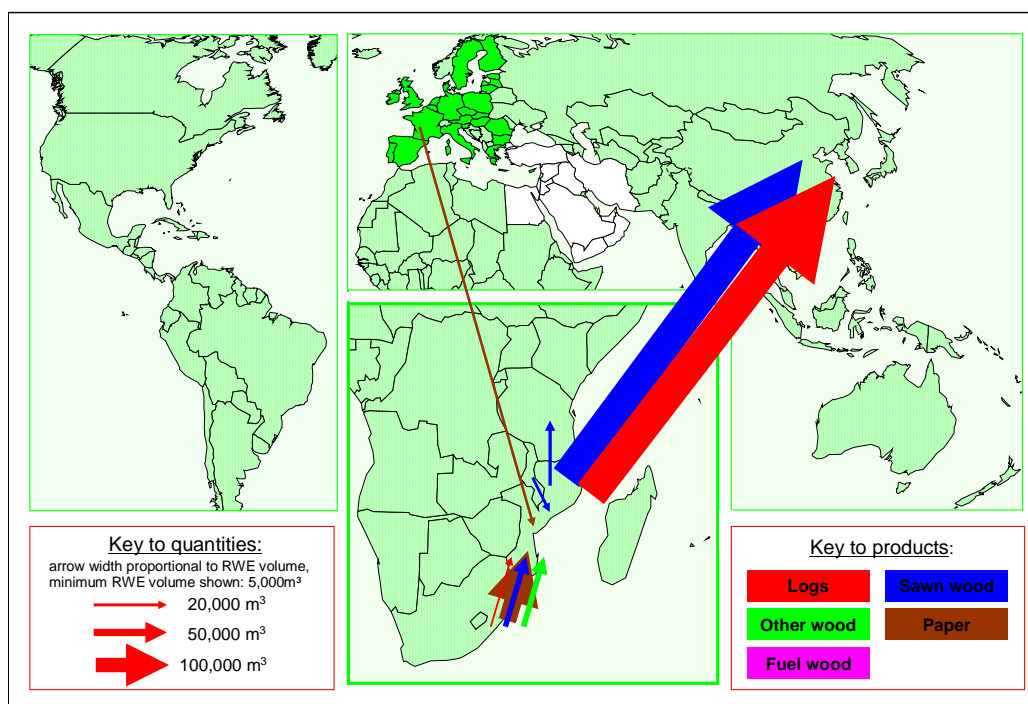 Key to quantities:
arrow width proportional to RWE volume,
minimum RWE volume shown: 5,000m³
20,000 m³
50,000 m³
100,000 m³
Key to products:
Logs
Sawn wood
Other wood
Paper
Fuel wood